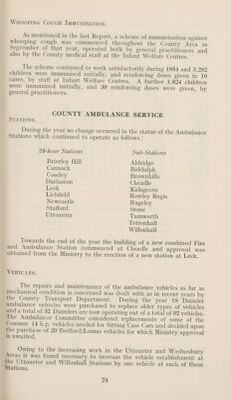 WHOOPING COUGH IMMUNISATION.
As mentioned in the last Report, a scheme of immunisation against
whooping cough was commenced throughout the County Area in
September of that year, operated both by general practitioners and
also by the County medical staff at the Infant Welfare Centres.
The scheme continued to work satisfactorily during 1954 and 3,292
children were immunised initially, and reinforcing doses given in 10
cases, by staff at Infant Welfare Centres. A further 1,824 children
were immunised initially, and 39 reinforcing doses were given, by
general practitioners.
COUNTY AMBULANCE SERVICE
STATIONS.
During the year no change occurred in the status of the Ambulance
Stations which continued to operate as follows :
24-hour Stations Sub-Stations
Brierley Hill Aldridge
Cannock Biddulph
Coseley Brownhills
Darlaston Cheadle
Leek Kidsgrove
Lichfield Rowley Regis
Newcastle Rugeley
Stafford Stone
Uttoxeter Tamworth
Tettenhall
Willenhall
Towards the end of the year the building of a new combined Fire
and Ambulance Station commenced at Cheadle and approval was
obtained from the Ministry to the erection of a new station at Leek.
VEHICLES.
The repairs and maintenance of the ambulance vehicles as far as
mechanical condition is concerned was dealt with as in recent years by
the County Transport Department. During the year 18 Daimler
ambulance vehicles were purchased to replace older types of vehicles
and a total of 32 Daimlers are now operating out of a total of 92 vehicles.
The Ambulance Committee considered replacements of some of the
Commer 14 h.p. vehicles needed for Sitting Case Cars and decided upon
the purchase of 20 Bedford/Lomas vehicles for which Ministry approval
is awaited.
Owing to the increasing work in the Uttoxeter and Wednesbury
Areas it was found necessary to increase the vehicle establishment at
the Uttoxeter and Willenhall Stations by one vehicle at each of these
Stations.
73